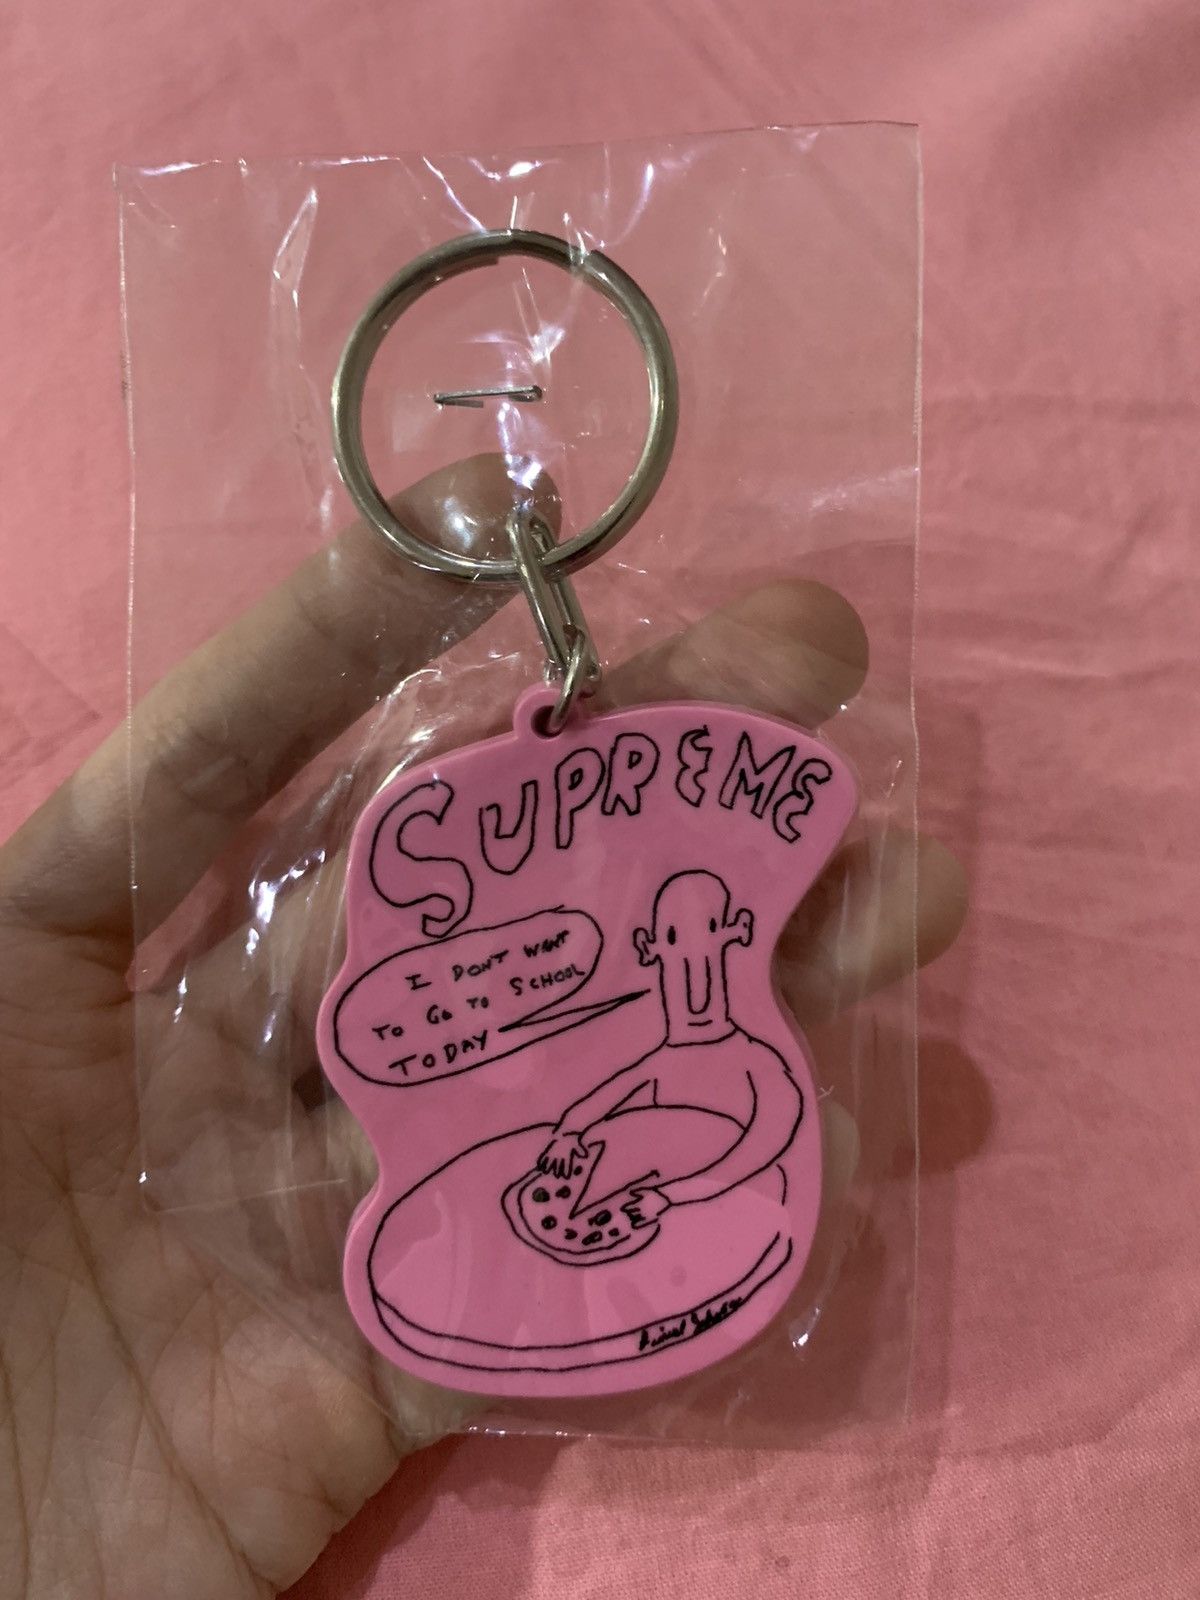 SUPREME
I DONT WANT
TO GO TO SCHOOL
TODAY